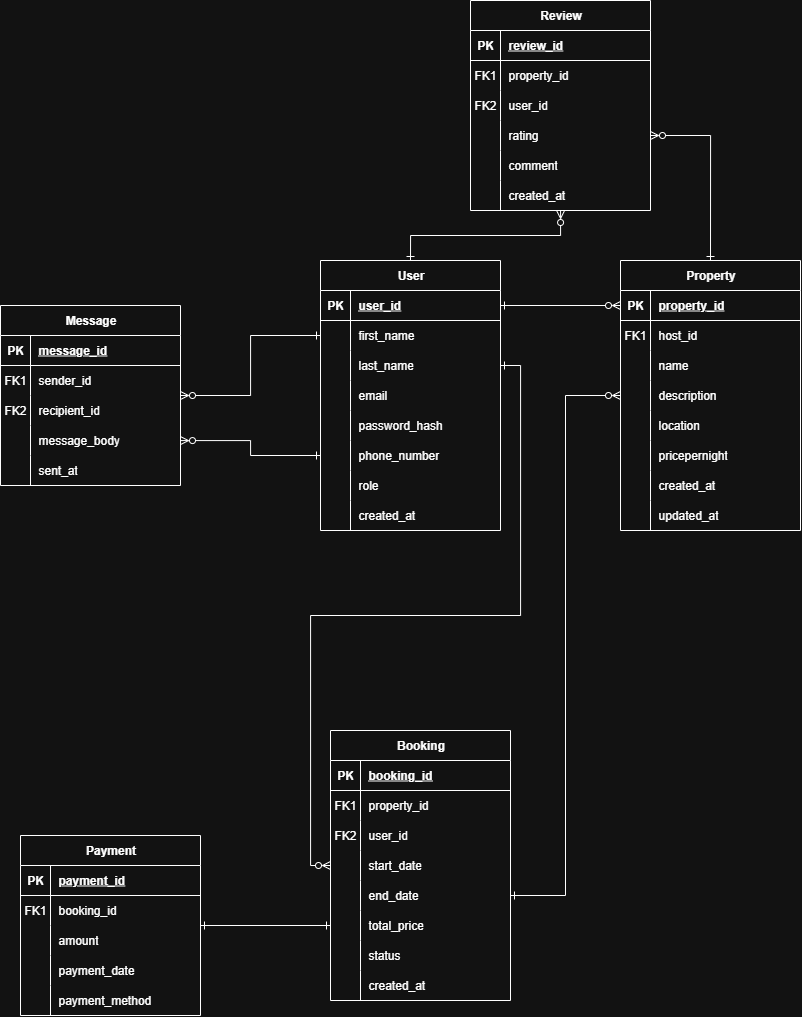 Review
PK review_id
FK1 property_id
FK2 user_id
rating
comment
created_at
User
PK user_id
first_name
last_name
email
password_hash
phone_number
role
created_at
Property
PK property_id
FK1 host_id
name
description
location
pricepernight
created_at
updated_at
Message
PK message_id
FK1 sender_id
FK2 recipient_id
message_body
sent_at
Booking
PK booking_id
FK1 property_id
FK2 user_id
start_date
end_date
total_price
status
created_at
Payment
PK payment_id
FK1 booking_id
amount
payment_date
payment_method